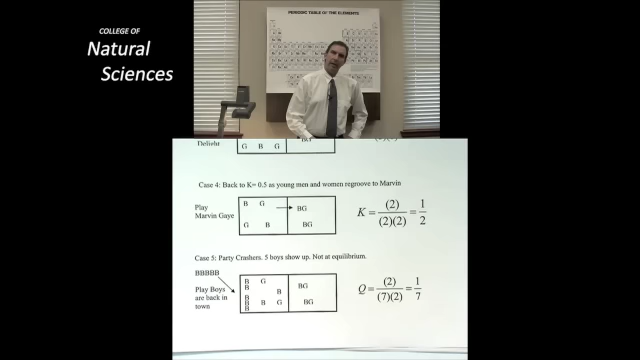 COLLEGE OF
Natural
Sciences
PERIODIC TABLE OF THE ELEMENTS
Delight
G B G
BG
Case 4: Back to K= 0.5 as young men and women regroove to Marvin
Play
Marvin Gaye
B G
BG
G B
BG
K = (2) / (2)(2) = 1 / 2
Case 5: Party Crashers. 5 boys show up. Not at equilibrium.
BBBBB
Play Boys
are back in
town
B G
B
B
B B G
B
B
BG
BG
Q = (2) / (7)(2) = 1 / 7